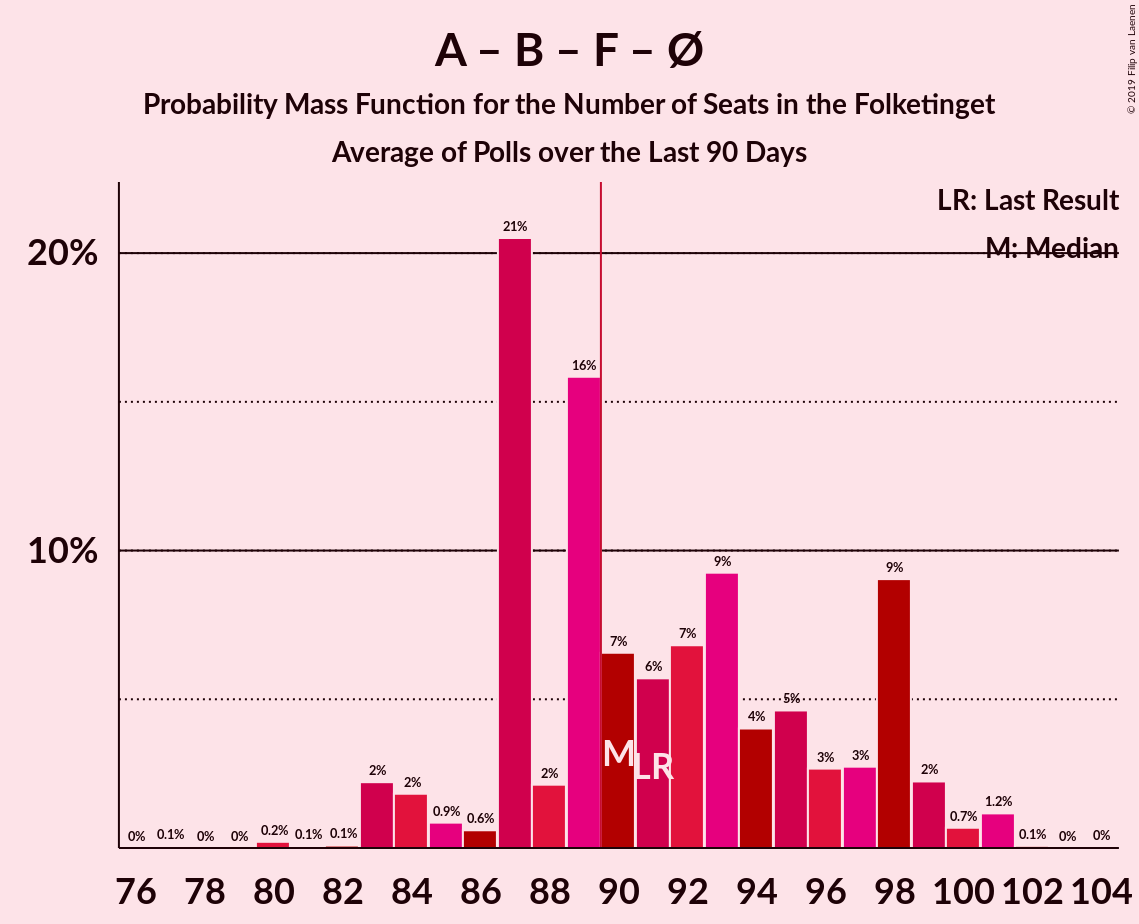 A – B – F – Ø
Probability Mass Function for the Number of Seats in the Folketinget
Average of Polls over the Last 90 Days
© 2019 Filip van Laenen
LR: Last Result
M: Median
20%
10%
0% 0.1% 0% 0% 0.2% 0.1% 0.1% 2% 2% 0.9% 0.6% 21% 2% 16% 7% 6% 7% 9% 4% 5% 3% 3% 9% 2% 0.7% 1.2% 0.1% 0% 0%
M LR
76 78 80 82 84 86 88 90 92 94 96 98 100 102 104